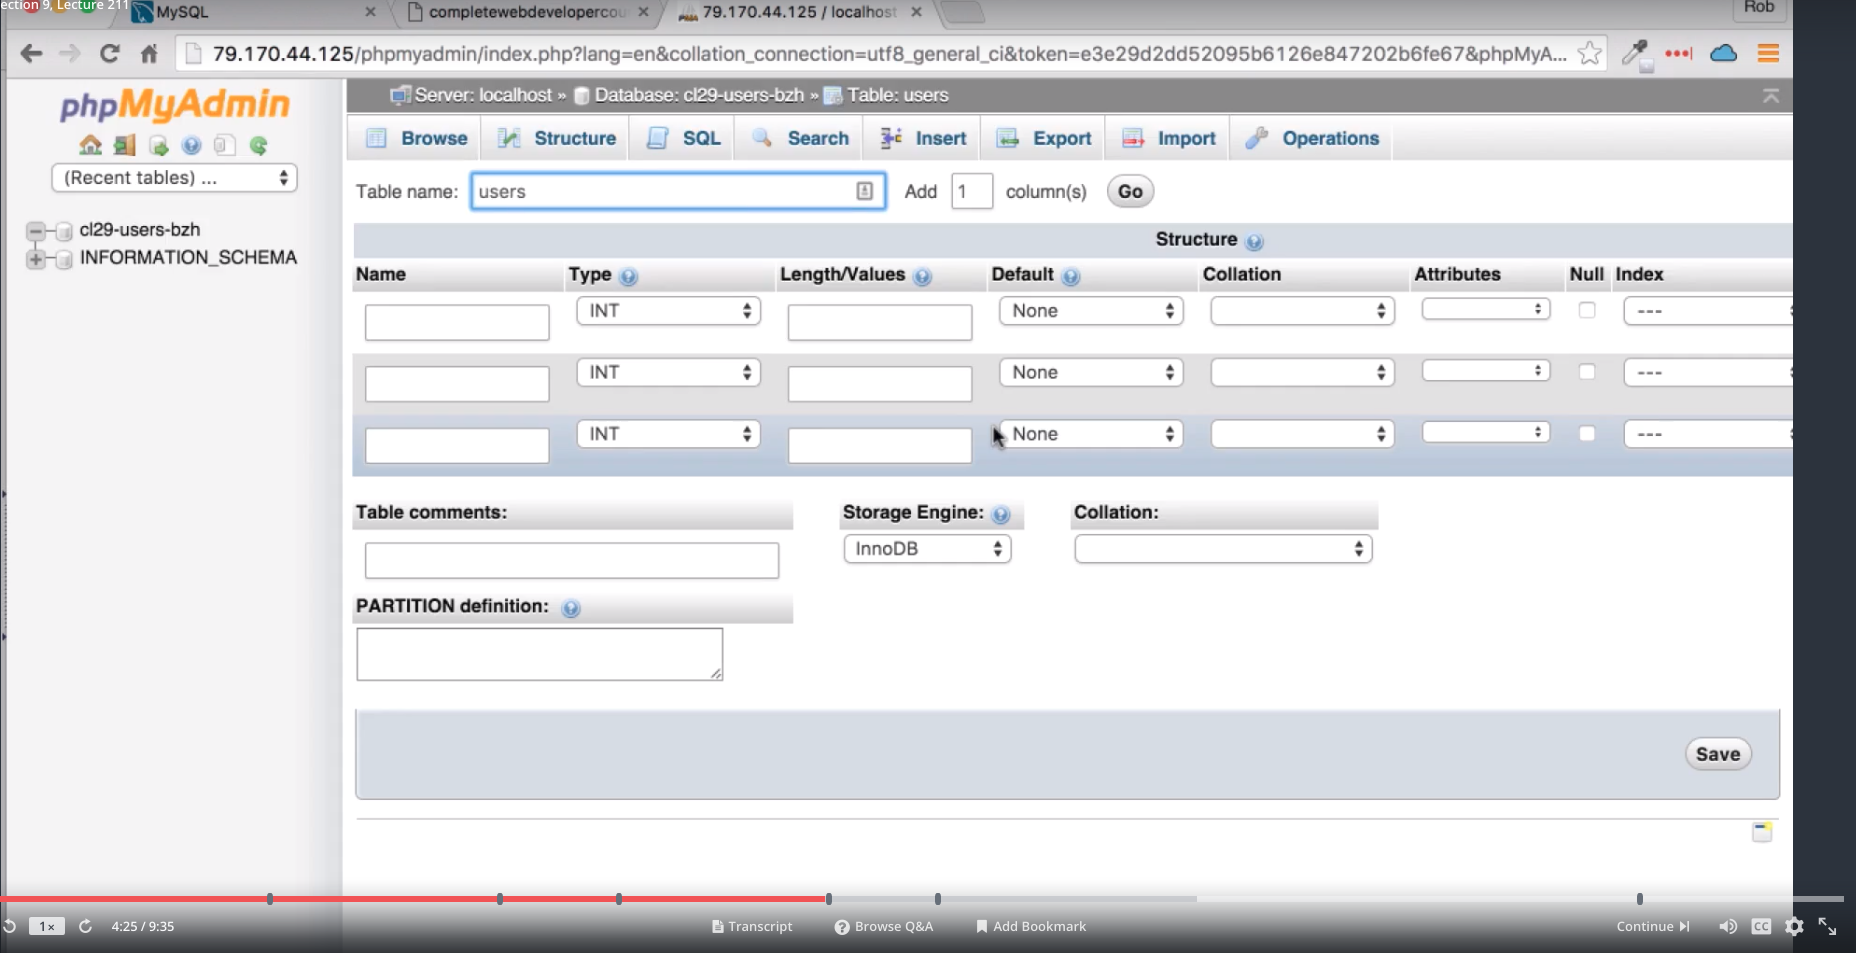 ection 9, Lecture 211
MySQL
completewebdevelopercou
79.170.44.125 / localhost
Rob
79.170.44.125/phpmyadmin/index.php?lang=en&collation_connection=utf8_general_ci&token=e3e29d2dd52095b6126e847202b6fe67&phpMyA...
phpMyAdmin
(Recent tables) ...
cl29-users-bzh
INFORMATION_SCHEMA
Server: localhost » Database: cl29-users-bzh » Table: users
Browse Structure SQL Search Insert Export Import Operations
Table name: users Add 1 column(s) Go
Structure
Name Type Length/Values Default Collation Attributes Null Index
INT None ---
INT None ---
INT None ---
Table comments: Storage Engine: Collation:
InnoDB
PARTITION definition:
Save
1x 4:25 / 9:35 Transcript Browse Q&A Add Bookmark Continue CC